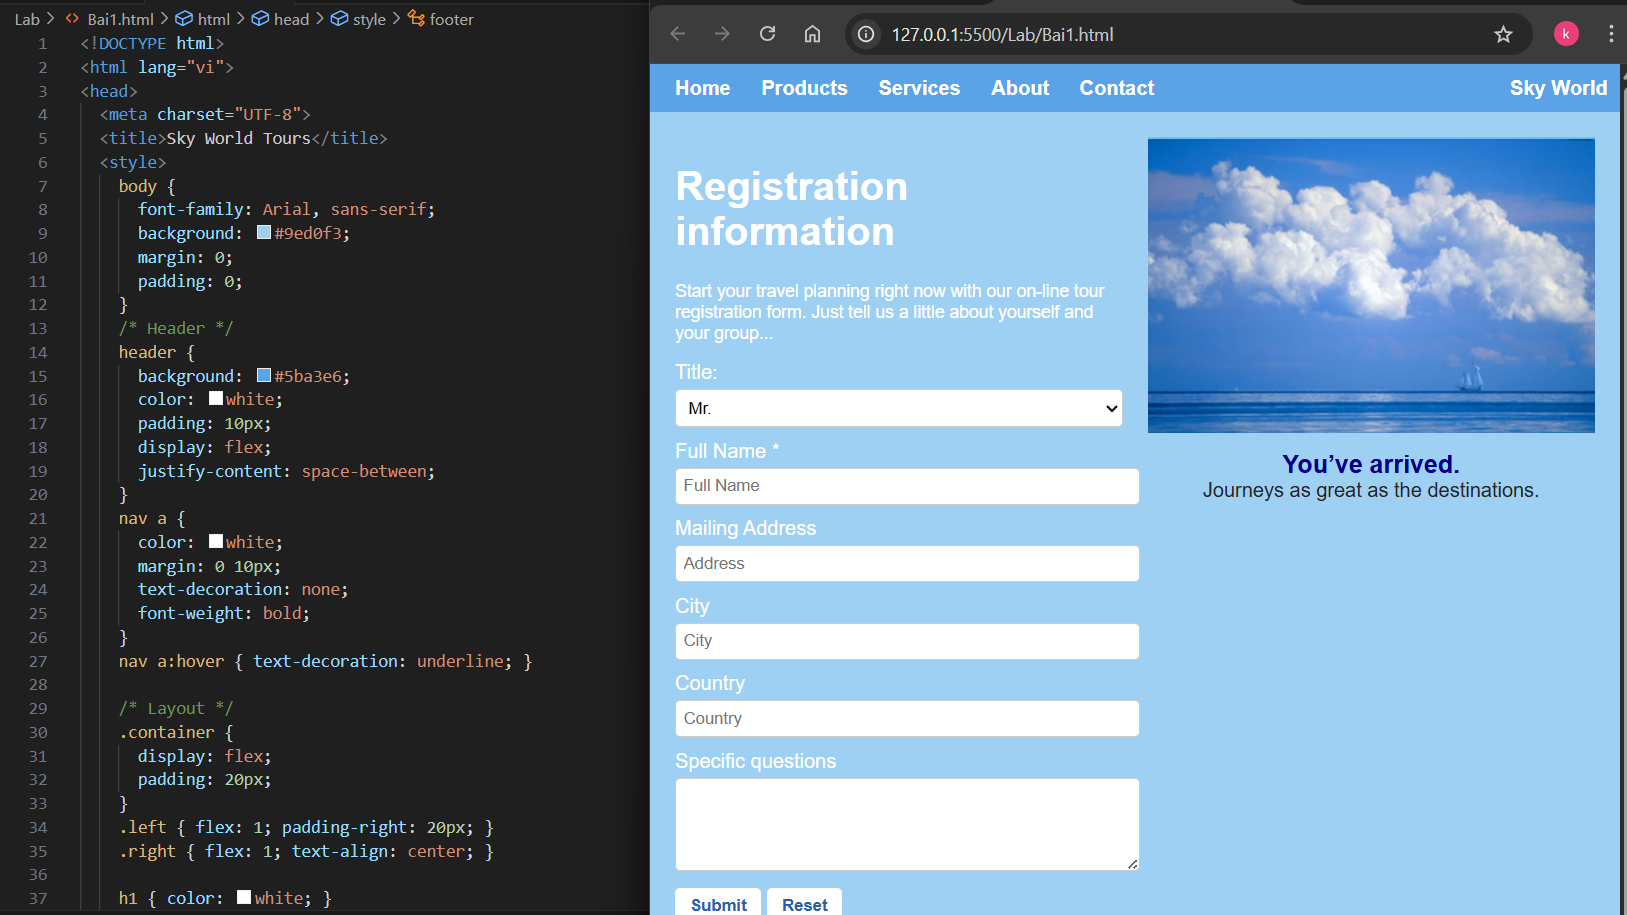 Lab > <> Bai1.html > html > head > style > footer
1 <!DOCTYPE html>
2 <html lang="vi">
3 <head>
4 <meta charset="UTF-8">
5 <title>Sky World Tours</title>
6 <style>
7 body {
8 font-family: Arial, sans-serif;
9 background: #9ed0f3;
10 margin: 0;
11 padding: 0;
12 }
13 /* Header */
14 header {
15 background: #5ba3e6;
16 color: white;
17 padding: 10px;
18 display: flex;
19 justify-content: space-between;
20 }
21 nav a {
22 color: white;
23 margin: 0 10px;
24 text-decoration: none;
25 font-weight: bold;
26 }
27 nav a:hover { text-decoration: underline; }
28
29 /* Layout */
30 .container {
31 display: flex;
32 padding: 20px;
33 }
34 .left { flex: 1; padding-right: 20px; }
35 .right { flex: 1; text-align: center; }
36
37 h1 { color: white; }
127.0.0.1:5500/Lab/Bai1.html
k
Home Products Services About Contact Sky World
Registration
information
Start your travel planning right now with our on-line tour
registration form. Just tell us a little about yourself and
your group...
Title:
Mr.
Full Name *
Full Name
Mailing Address
Address
City
City
Country
Country
Specific questions
Submit Reset
You’ve arrived.
Journeys as great as the destinations.